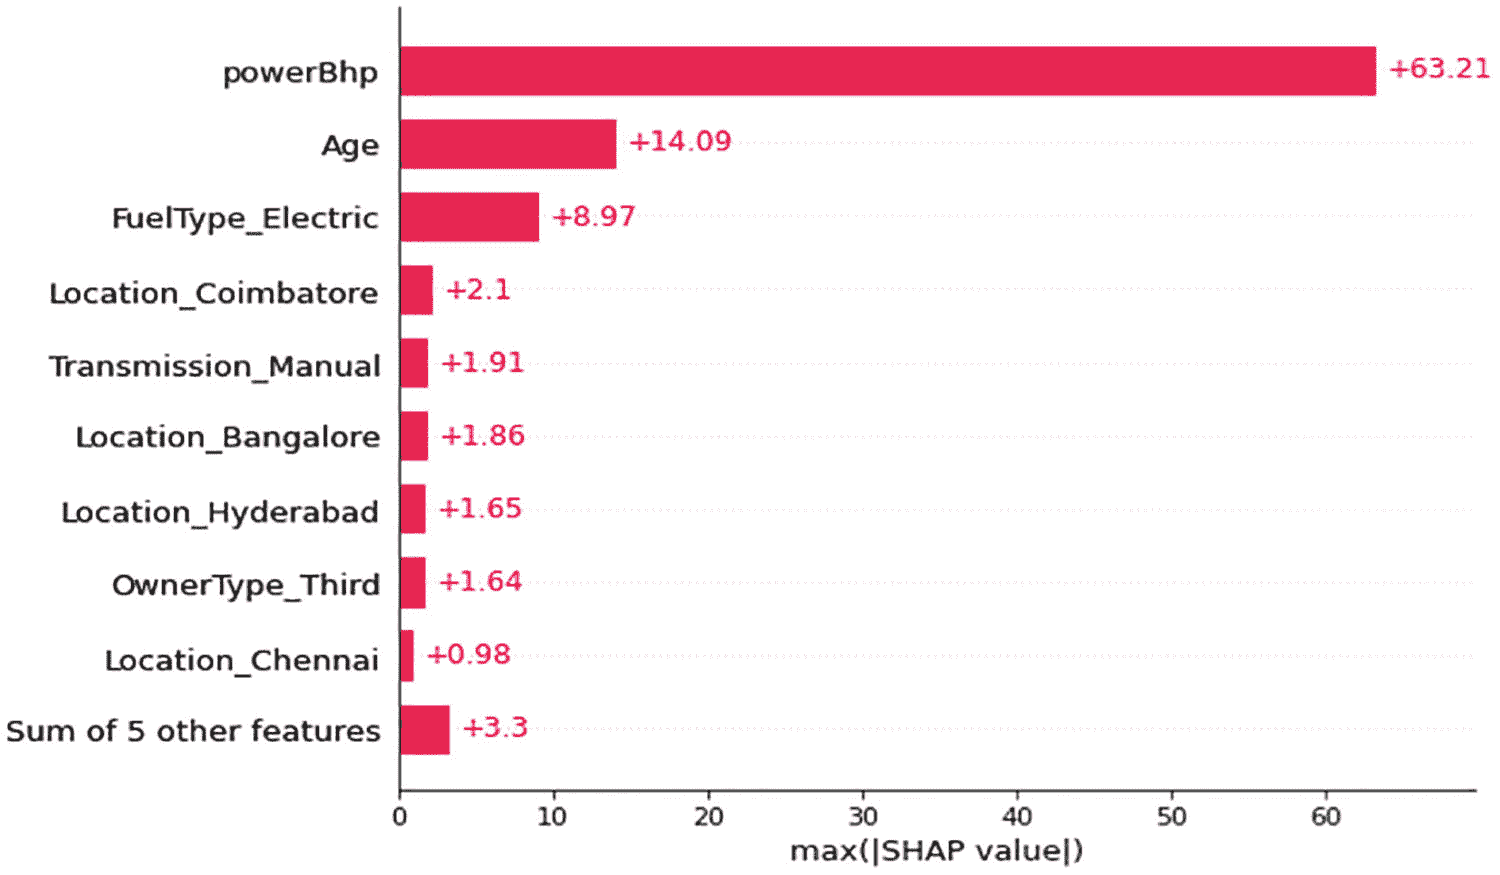 powerBhp +63.21
Age +14.09
FuelType_Electric +8.97
Location_Coimbatore +2.1
Transmission_Manual +1.91
Location_Bangalore +1.86
Location_Hyderabad +1.65
OwnerType_Third +1.64
Location_Chennai +0.98
Sum of 5 other features +3.3
0 10 20 30 40 50 60
max(|SHAP value|)